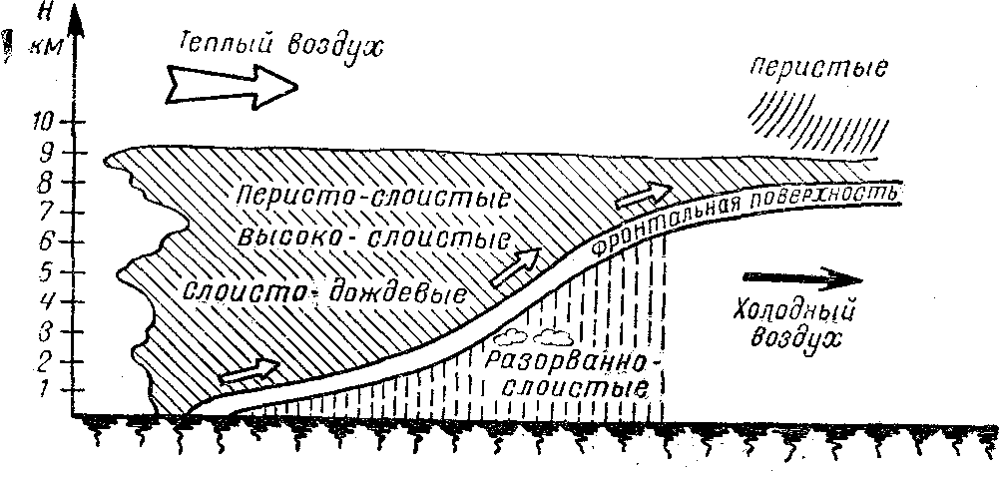 Н
км
Теплый воздух
Перистые
10
9
8
7
6
5
4
3
2
1
Перисто-слоистые
высоко-слоистые
слоисто-дождевые
Фронтальная поверхность
Холодный
воздух
Разорванно-
слоистые